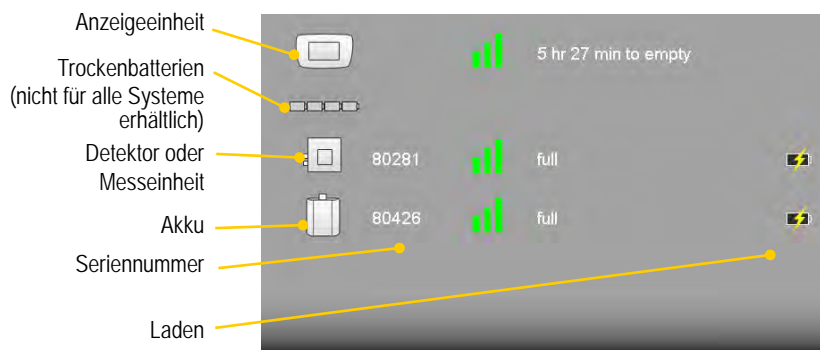 Anzeigeeinheit
5 hr 27 min to empty
Trockenbatterien
(nicht für alle Systeme
erhältlich)
Detektor oder
Messeinheit
80281 full
Akku
80426 full
Seriennummer
Laden